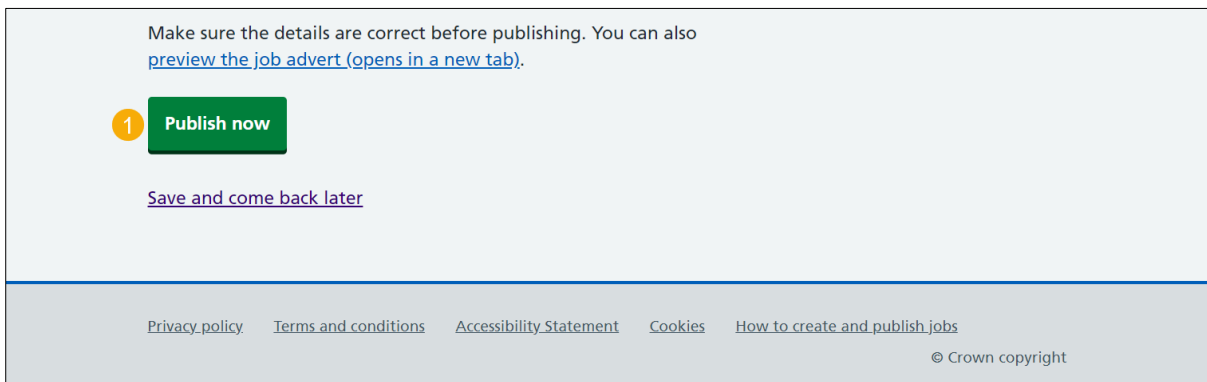 Make sure the details are correct before publishing. You can also
preview the job advert (opens in a new tab).
1 Publish now
Save and come back later
Privacy policy Terms and conditions Accessibility Statement Cookies How to create and publish jobs
© Crown copyright